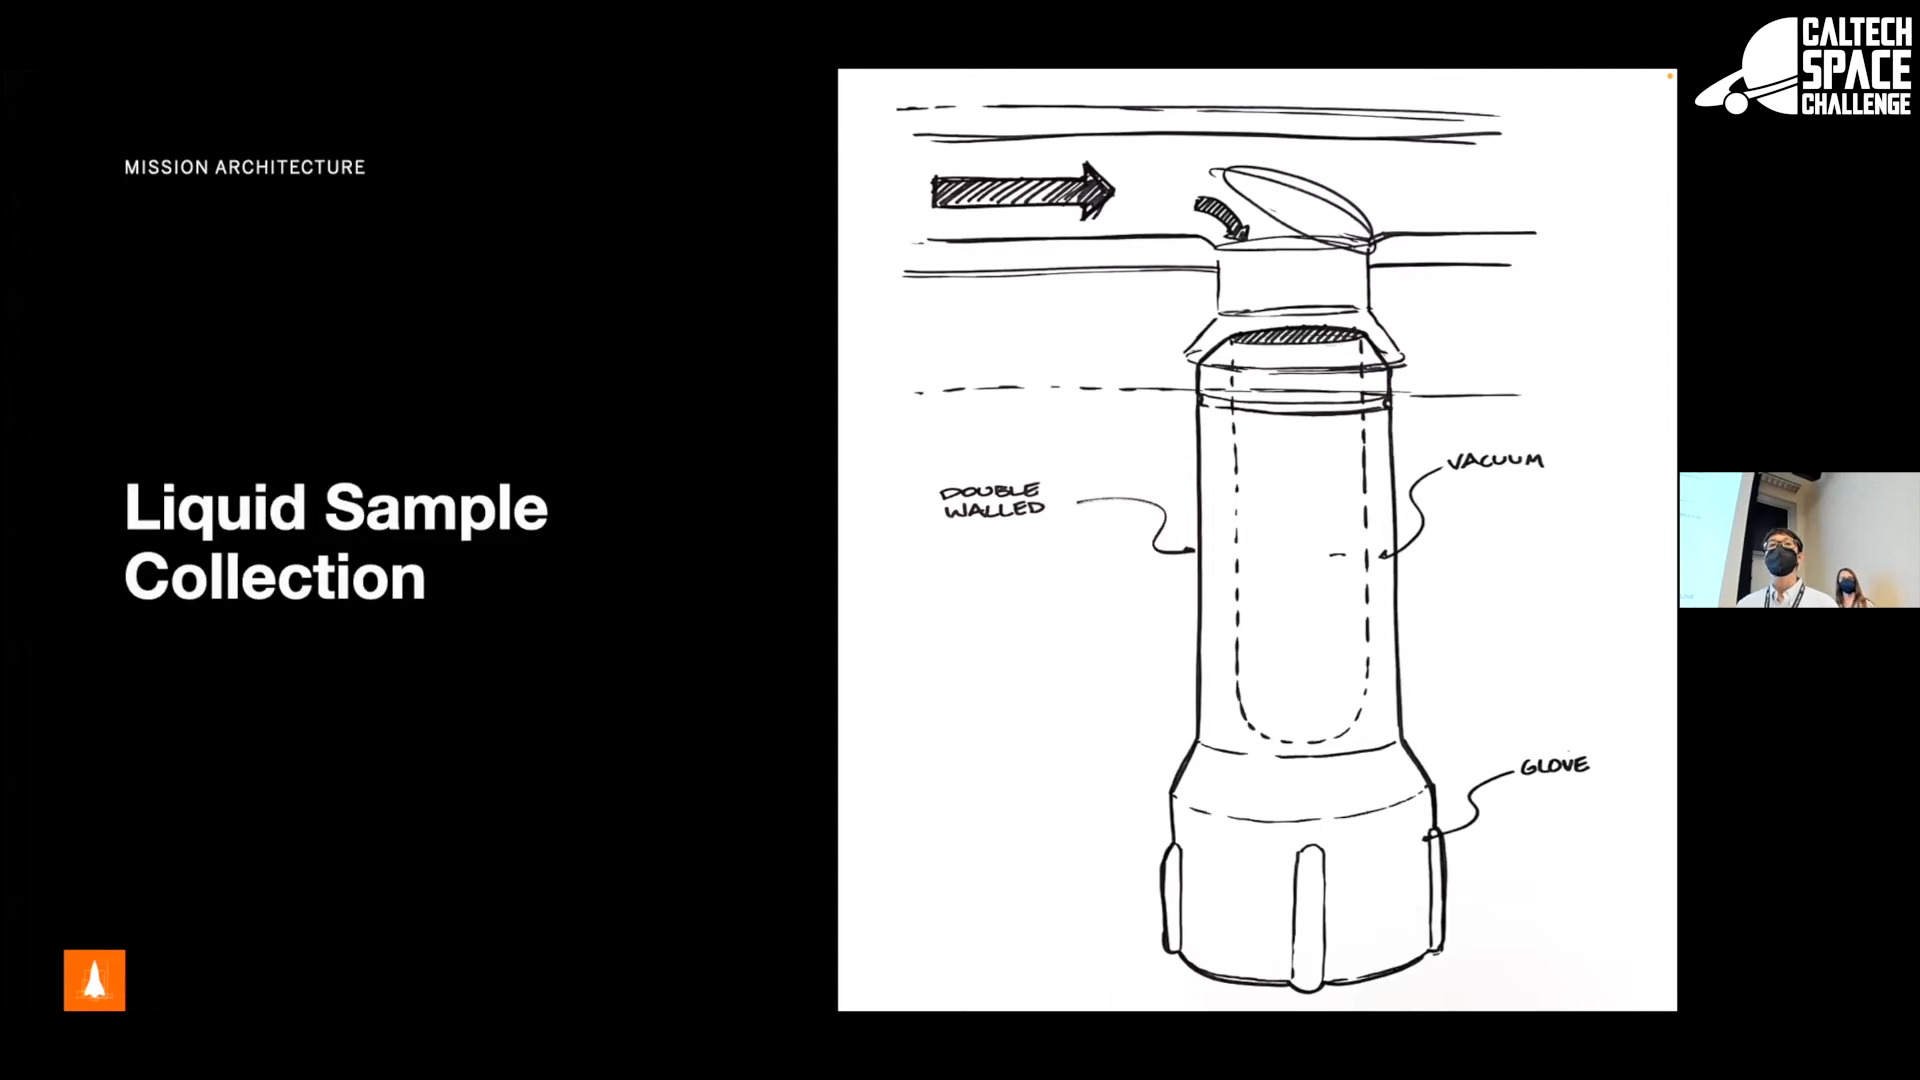 MISSION ARCHITECTURE
Liquid Sample
Collection
DOUBLE
WALLED
VACUUM
GLOVE
CALTECH
SPACE
CHALLENGE